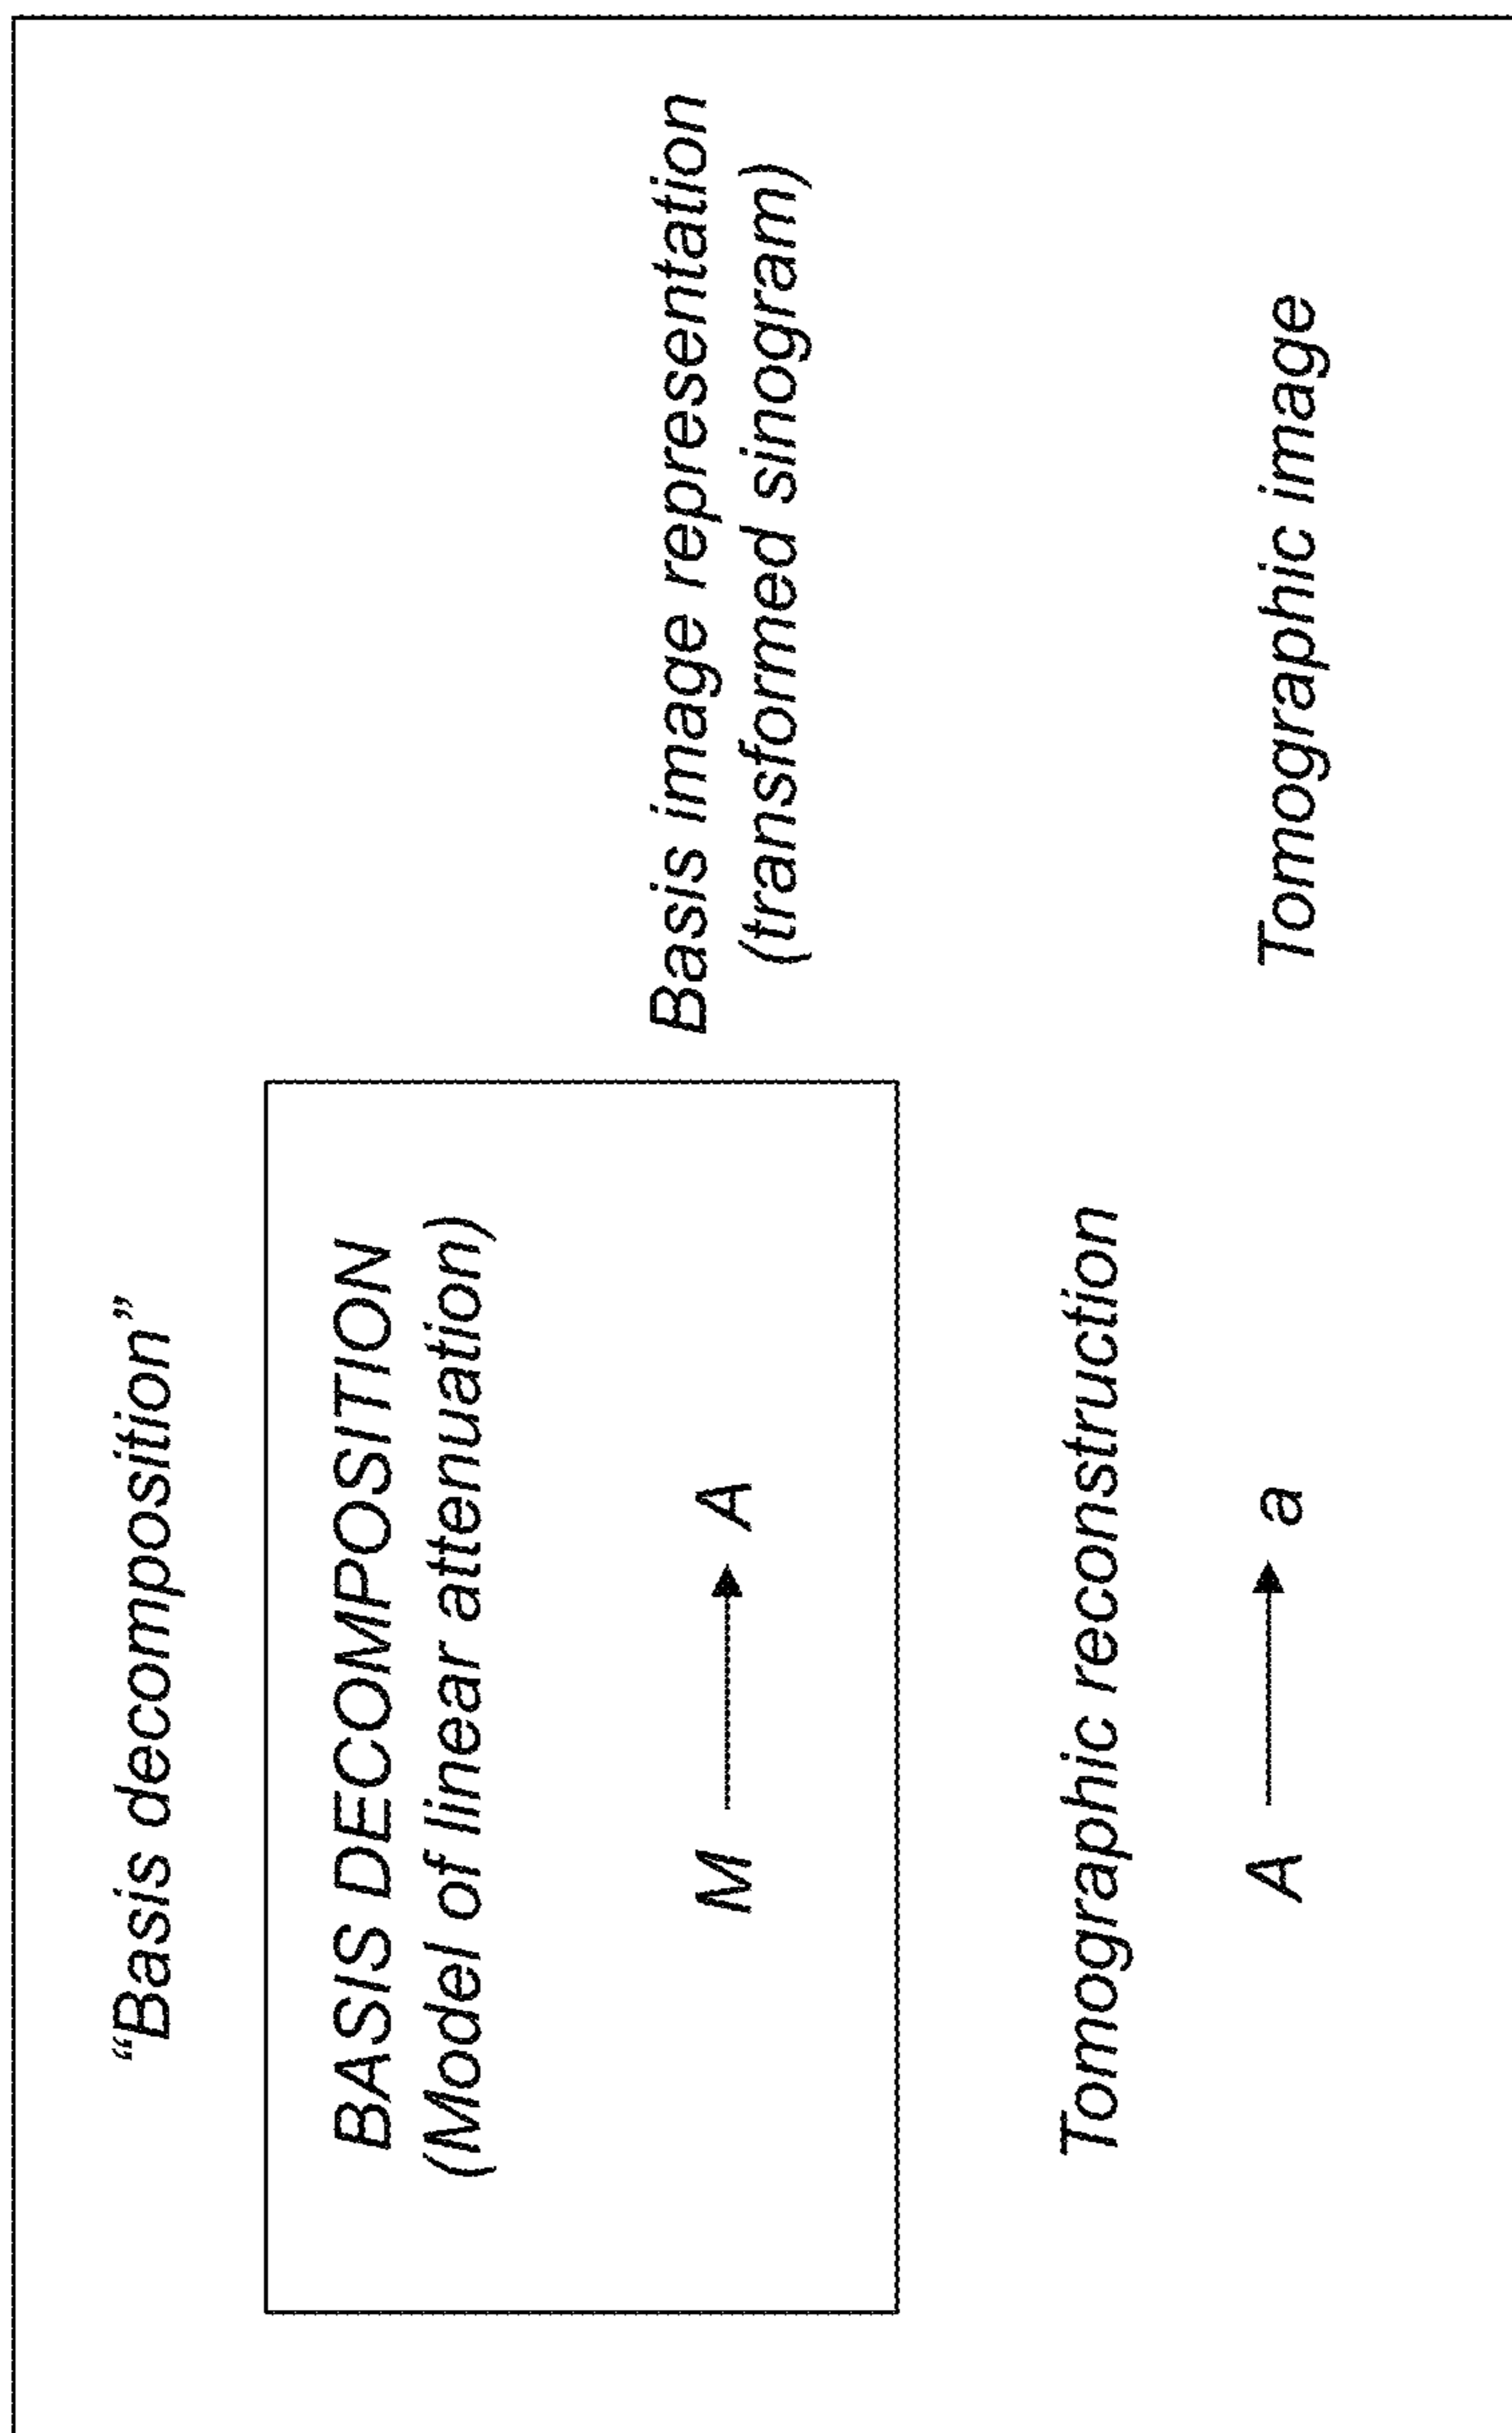 “Basis decomposition”
BASIS DECOMPOSITION
(Model of linear attenuation)
M A
Basis image representation
(transformed sinogram)
Tomographic reconstruction
A a
Tomographic image